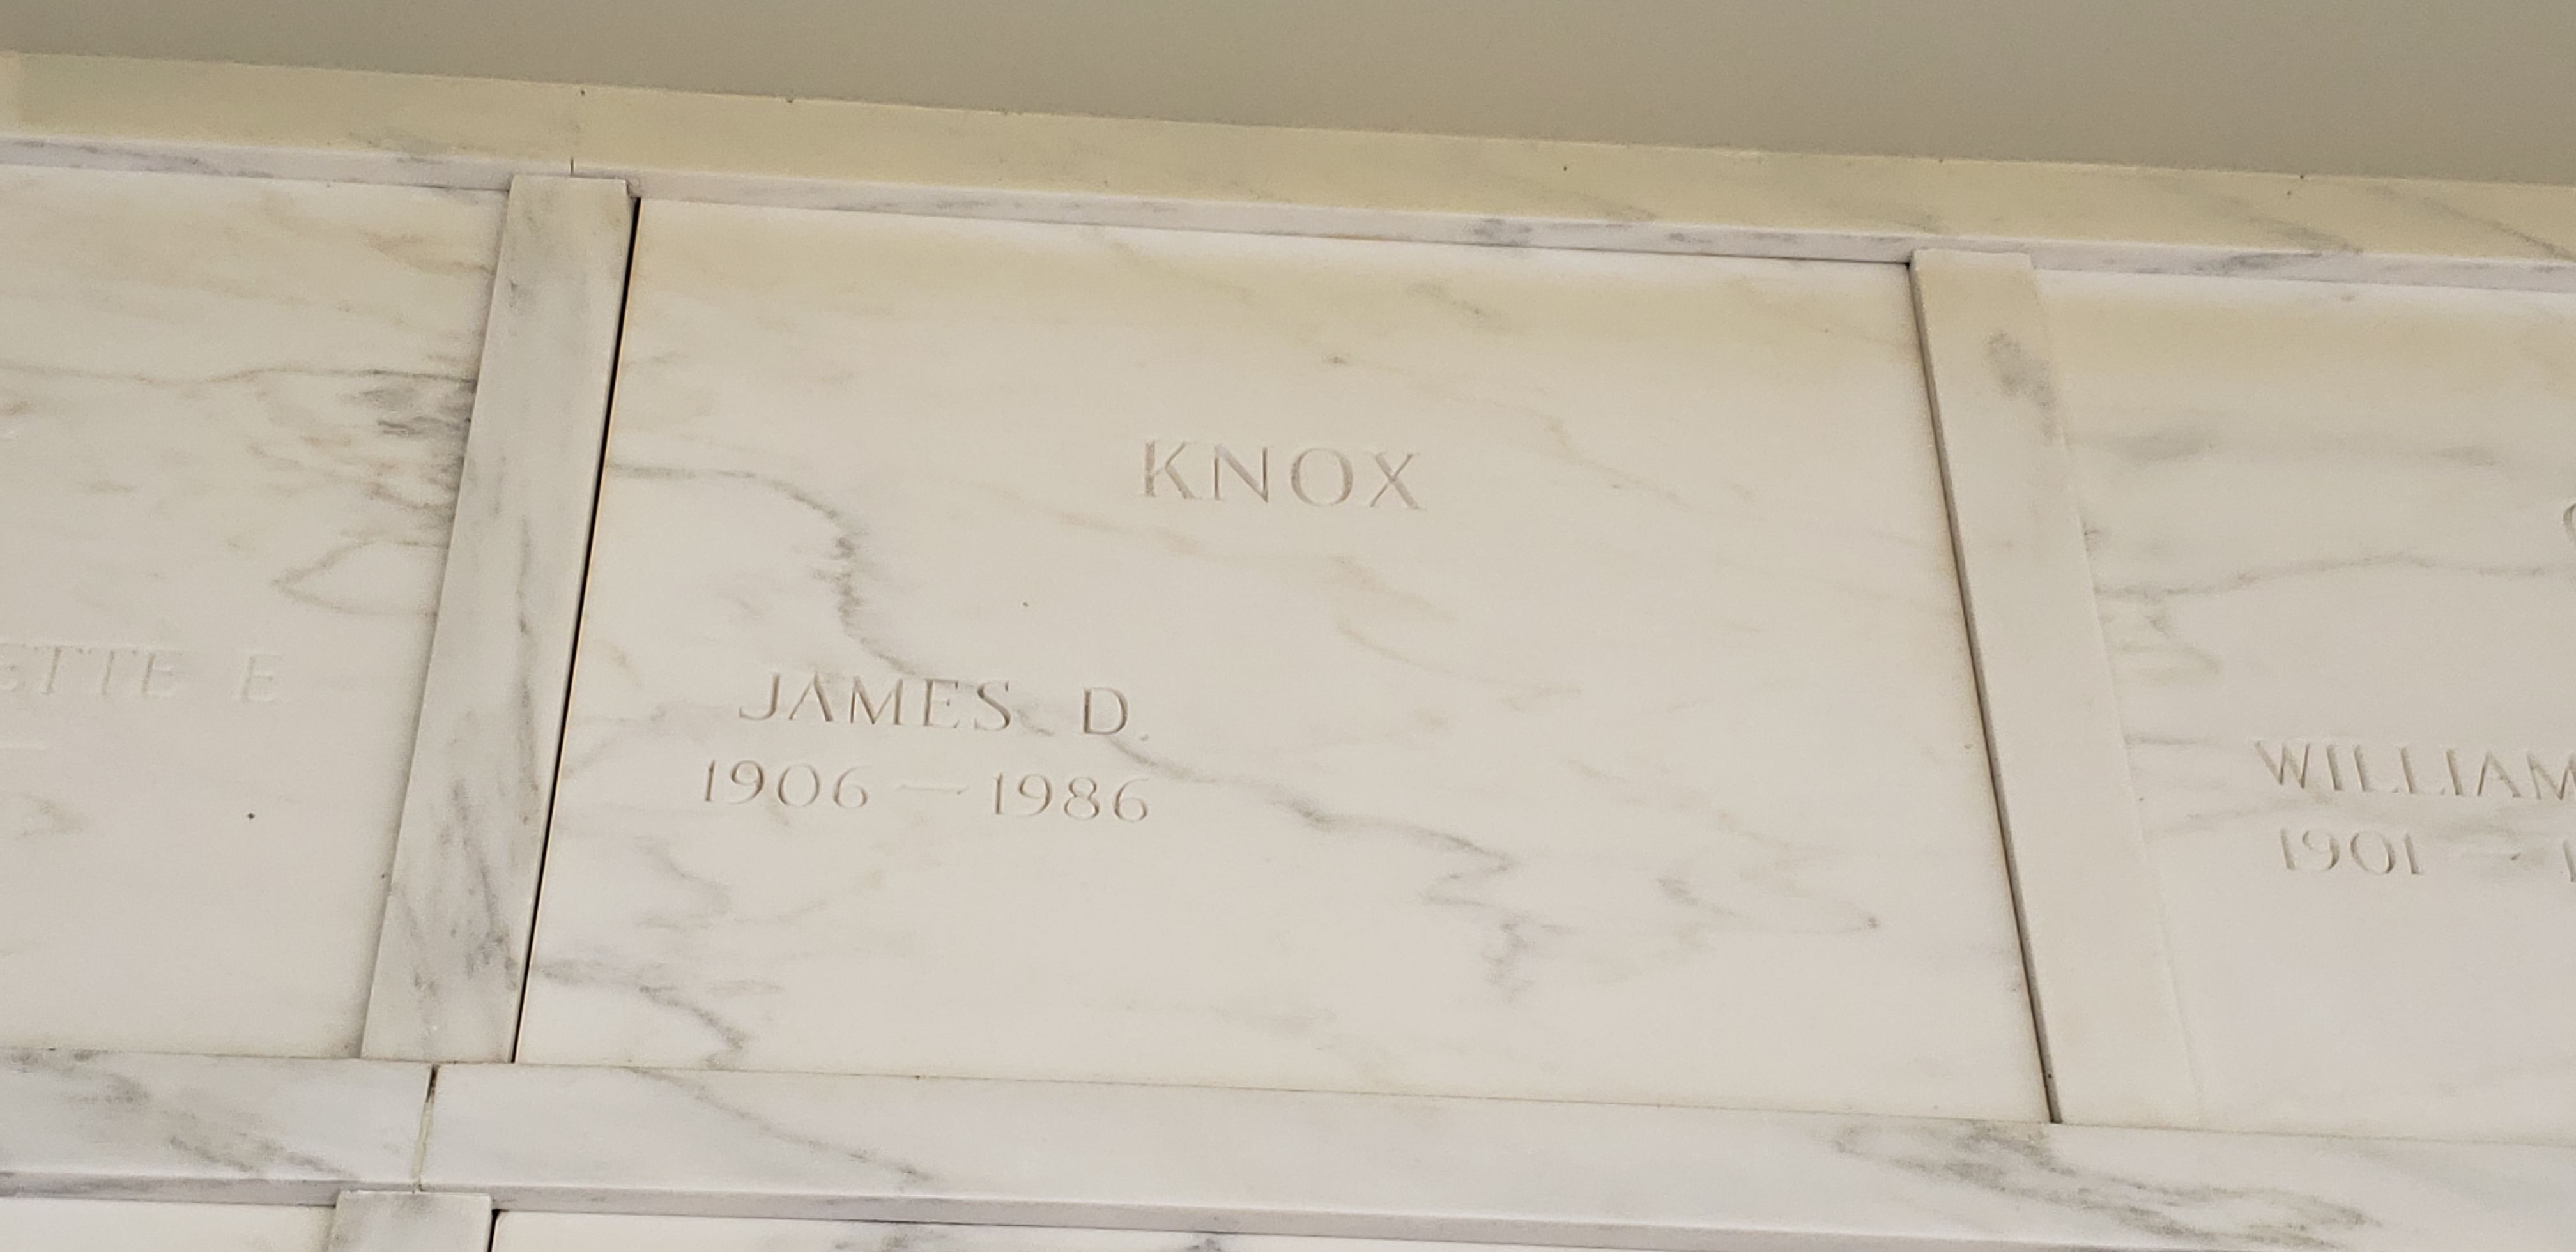 KNOX
JAMES D.
1906 — 1986
E
WILLIAM
1901 —